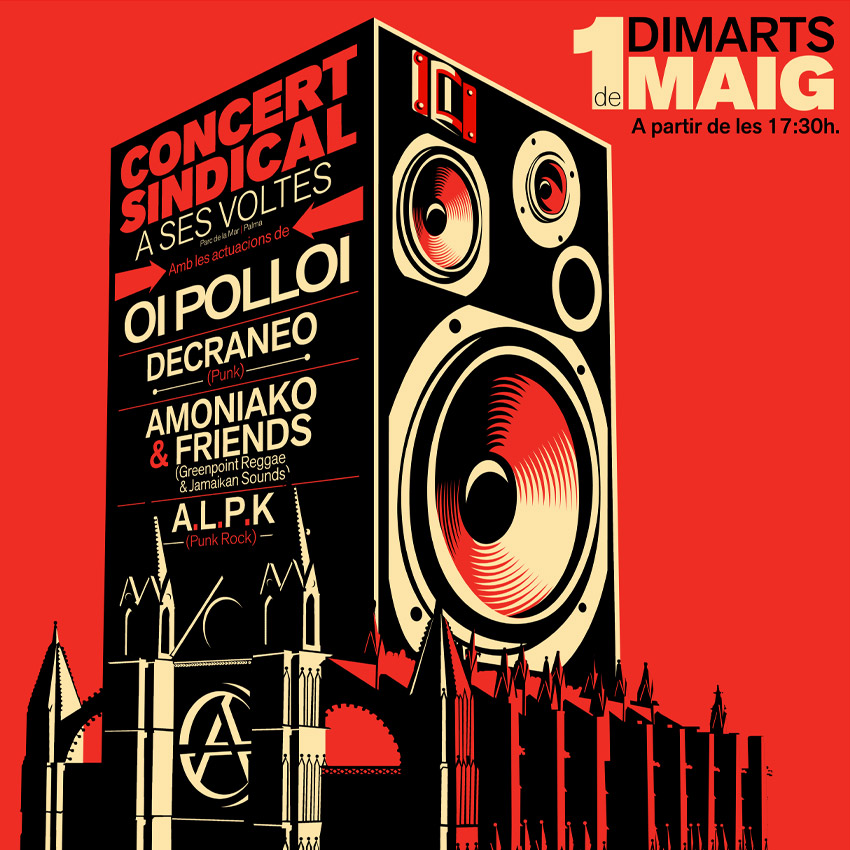 CONCERT
SINDICAL
A SES VOLTES
Parc de la Mar | Palma
Amb les actuacions de
OI POLLOI
DECRANEO
(Punk)
AMONIAKO
& FRIENDS
(Greenpoint Reggae
& Jamaikan Sounds)
A.L.P.K
(Punk Rock)
1 de
DIMARTS
MAIG
A partir de les 17:30h.